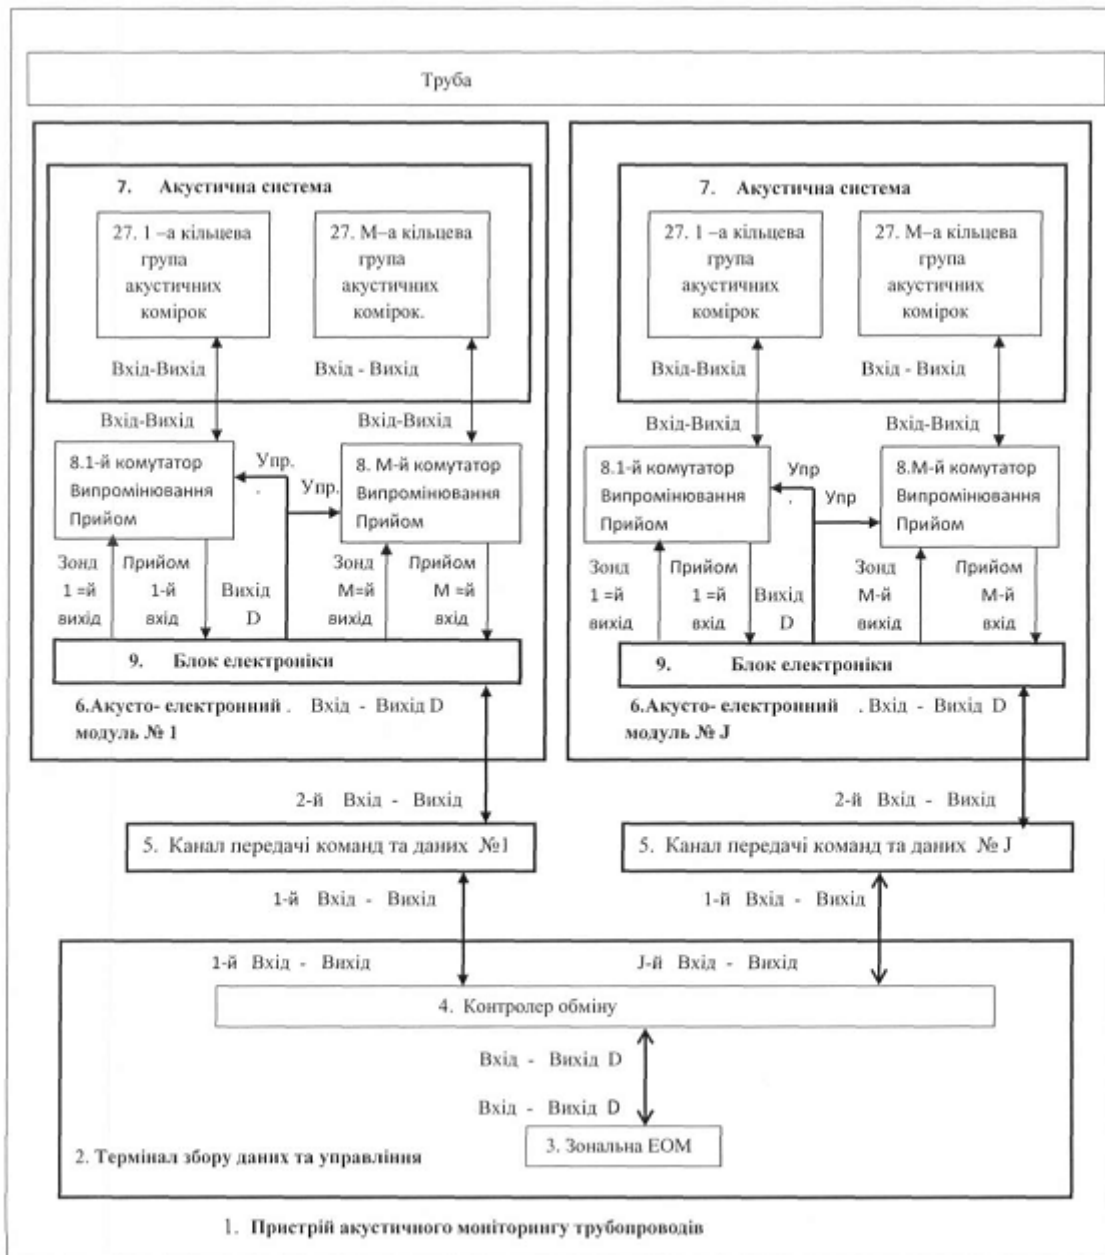 Труба
7. Акустична система
27. 1 –а кільцева
група
акустичних
комірок
27. М–а кільцева
група
акустичних
комірок.
Вхід-Вихід
Вхід - Вихід
Вхід-Вихід
Вхід-Вихід
8.1-й комутатор
Випромінювання
Прийом
Упр.
.
Упр.
8. М-й комутатор
Випромінювання
Прийом
Зонд
1 =й
вихід
Прийом
1-й
вхід
Вихід
D
Зонд
М=й
вихід
Прийом
М =й
вхід
9. Блок електроніки
6.Акусто- електронний . Вхід - Вихід D
модуль № 1
7. Акустична система
27. 1 –а кільцева
група
акустичних
комірок
27. М–а кільцева
група
акустичних
комірок
Вхід-Вихід
Вхід - Вихід
Вхід-Вихід
Вхід-Вихід
8.1-й комутатор
Випромінювання
Прийом
Упр
.
Упр
8.М-й комутатор
Випромінювання
Прийом
Зонд
1 =й
вихід
Прийом
1 =й
вхід
Вихід
D
Зонд
М-й
вихід
Прийом
М-й
вхід
9. Блок електроніки
6.Акусто- електронний . Вхід - Вихід D
модуль № J
2-й Вхід - Вихід
2-й Вхід - Вихід
5. Канал передачі команд та даних №1
5. Канал передачі команд та даних № J
1-й Вхід - Вихід
1-й Вхід - Вихід
1-й Вхід - Вихід
J-й Вхід - Вихід
4. Контролер обміну
Вхід - Вихід D
Вхід - Вихід D
3. Зональна ЕОМ
2. Термінал збору даних та управління
1. Пристрій акустичного моніторингу трубопроводів